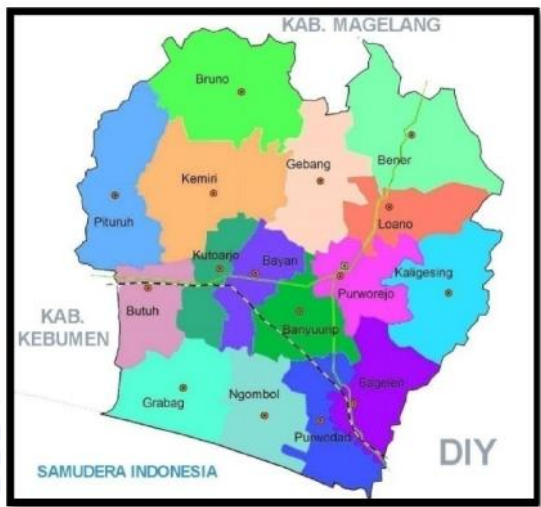 KAB. MAGELANG
Bruno
Bener
Gebang
Kemiri
Pituruh
Loano
Kutoarjo
Bayan
Kaligesing
Purworejo
Butuh
KAB.
KEBUMEN
Banyuurip
Bagelen
Grabag
Ngombol
Purwodadi
DIY
SAMUDERA INDONESIA